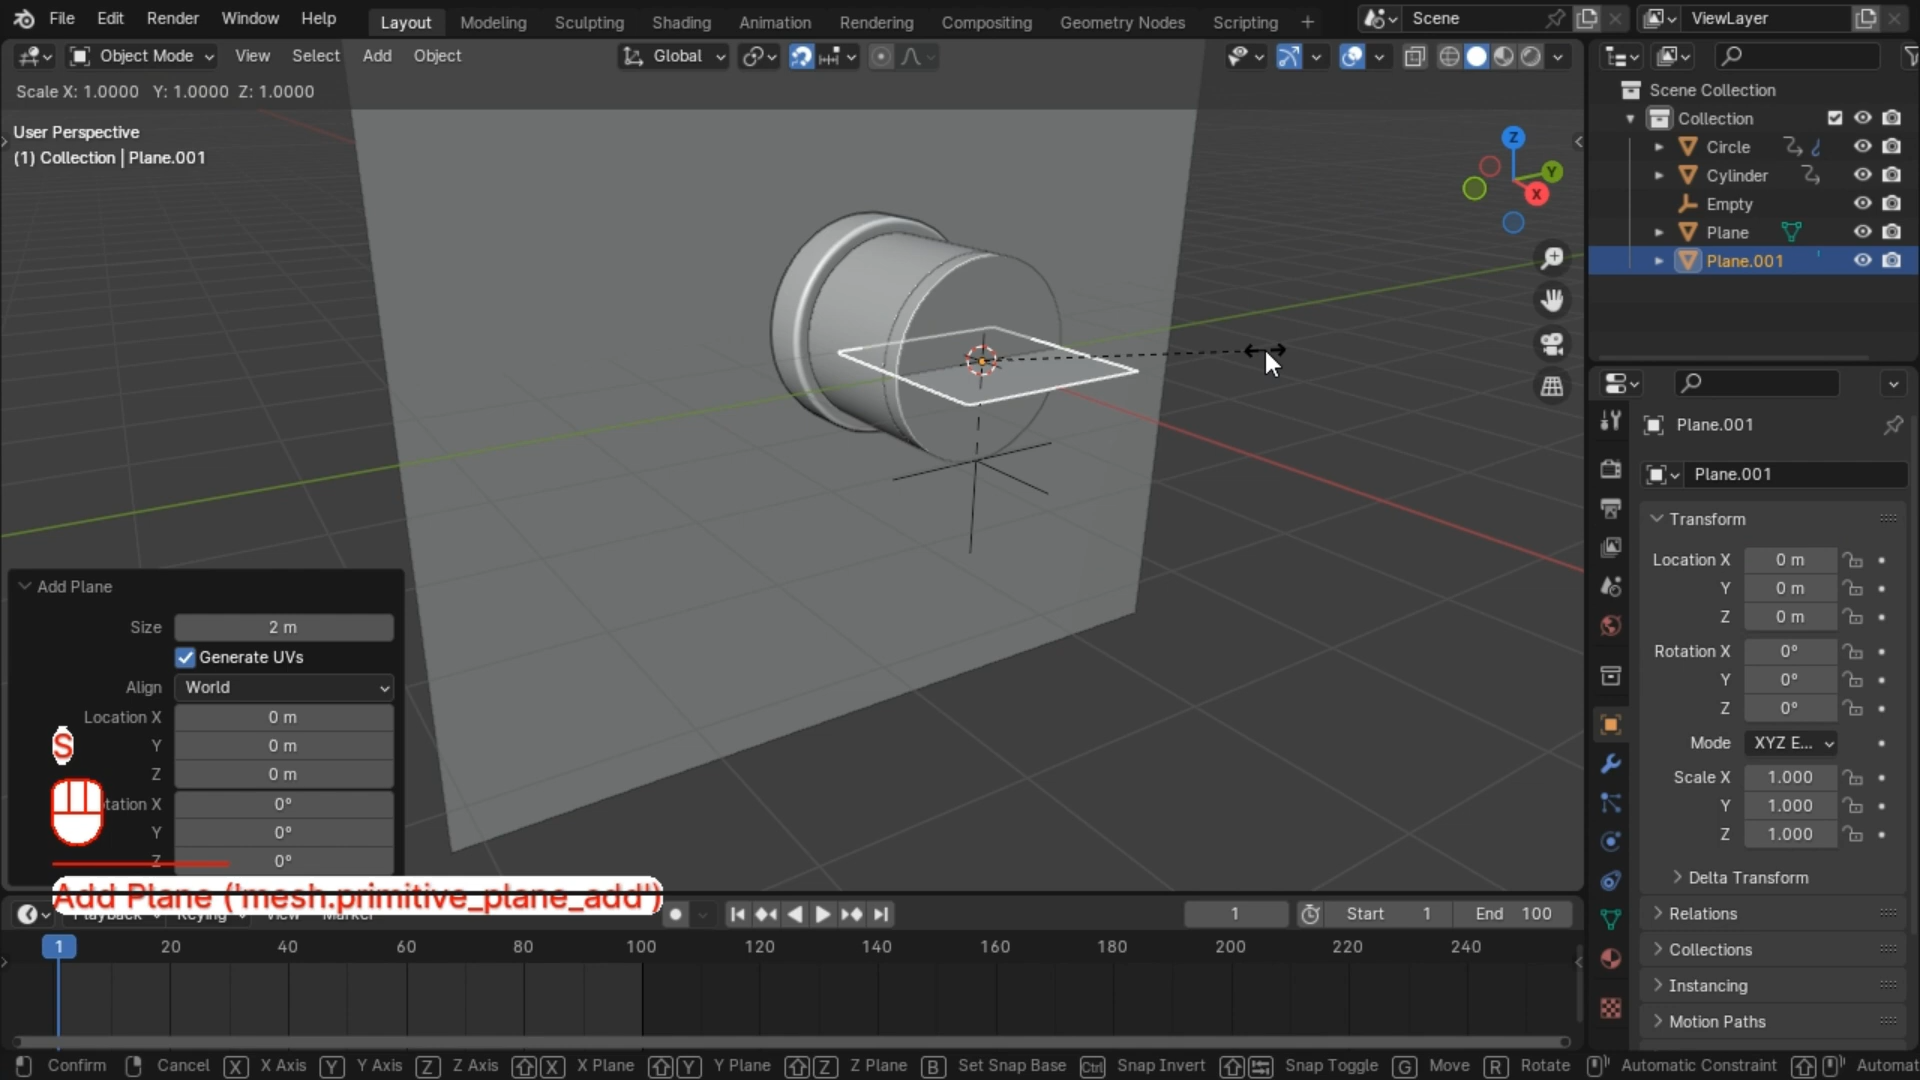 File Edit Render Window Help Layout Modeling Sculpting Shading Animation Rendering Compositing Geometry Nodes Scripting + Scene ViewLayer
Object Mode View Select Add Object Global
Scale X: 1.0000 Y: 1.0000 Z: 1.0000
User Perspective
(1) Collection | Plane.001
Z
Y
X
Scene Collection
Collection
Circle
Cylinder
Empty
Plane
Plane.001
Plane.001
Plane.001
Transform
Location X 0 m
Y 0 m
Z 0 m
Rotation X 0°
Y 0°
Z 0°
Mode XYZ E...
Scale X 1.000
Y 1.000
Z 1.000
Delta Transform
Relations
Collections
Instancing
Motion Paths
Add Plane
Size 2 m
Generate UVs
Align World
Location X 0 m
Y 0 m
Z 0 m
S
tation X 0°
Y 0°
Z 0°
Add Plane ('mesh.primitive_plane_add')
Playback Keying View Marker 1 Start 1 End 100
1 20 40 60 80 100 120 140 160 180 200 220 240
Confirm Cancel X X Axis Y Y Axis Z Z Axis X X Plane Y Y Plane Z Z Plane B Set Snap Base Ctrl Snap Invert Snap Toggle G Move R Rotate Automatic Constraint Automat